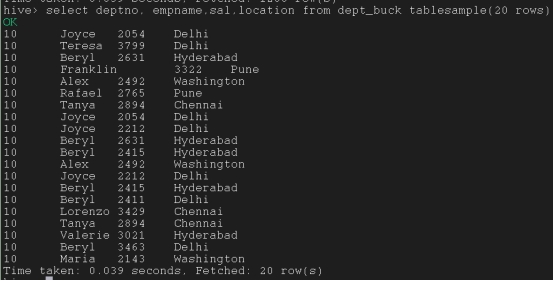 Time taken: 0.039 seconds, Fetched: 1200 row(s)
hive> select deptno, empname,sal,location from dept_buck tablesample(20 rows)
OK
10 Joyce 2054 Delhi
10 Teresa 3799 Delhi
10 Beryl 2631 Hyderabad
10 Franklin 3322 Pune
10 Alex 2492 Washington
10 Rafael 2765 Pune
10 Tanya 2894 Chennai
10 Joyce 2054 Delhi
10 Joyce 2212 Delhi
10 Beryl 2631 Hyderabad
10 Beryl 2415 Hyderabad
10 Alex 2492 Washington
10 Joyce 2212 Delhi
10 Beryl 2415 Hyderabad
10 Beryl 2411 Delhi
10 Lorenzo 3429 Chennai
10 Tanya 2894 Chennai
10 Valerie 3021 Hyderabad
10 Beryl 3463 Delhi
10 Maria 2143 Washington
Time taken: 0.039 seconds, Fetched: 20 row(s)